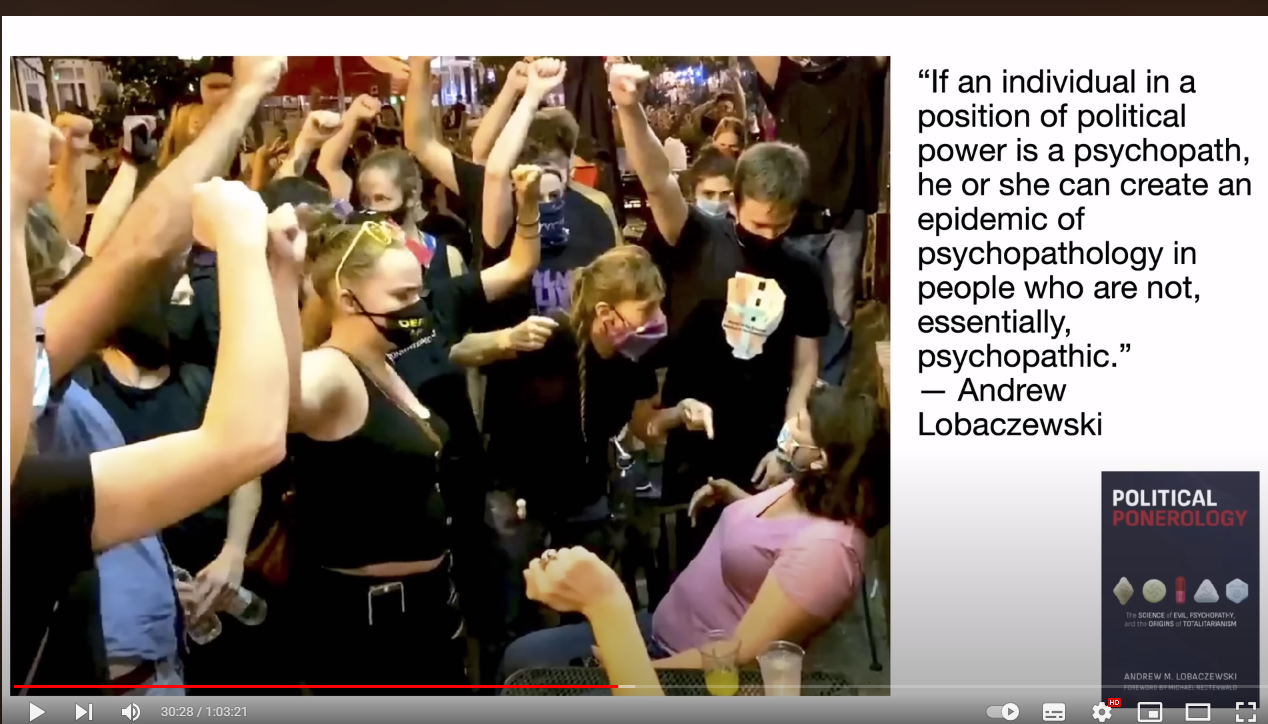 “If an individual in a
position of political
power is a psychopath,
he or she can create an
epidemic of
psychopathology in
people who are not,
essentially,
psychopathic.”
— Andrew
Lobaczewski
POLITICAL
PONEROLOGY
The SCIENCE of EVIL, PSYCHOPATHY,
and the ORIGINS of TOTALITARIANISM
ANDREW M. LOBACZEWSKI
FOREWORD BY MICHAEL RECTENWALD
30:28 / 1:03:21
HD